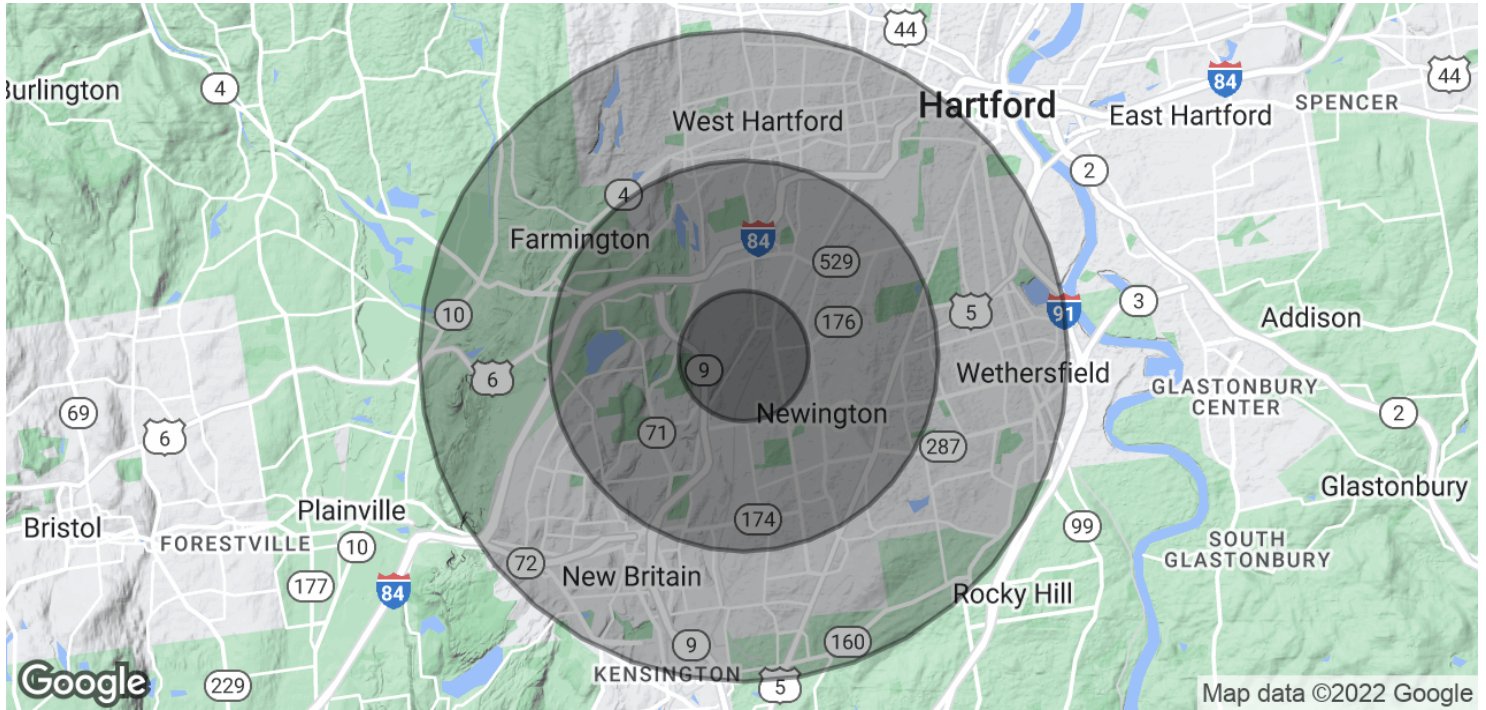 44
Burlington
4
84
44
Hartford
SPENCER
East Hartford
West Hartford
2
4
Farmington
84
529
10
176
5
91
3
Addison
6
9
Wethersfield
GLASTONBURY
CENTER
69
6
Newington
2
71
287
Glastonbury
Plainville
174
Bristol
FORESTVILLE
10
99
SOUTH
GLASTONBURY
72
New Britain
177
84
Rocky Hill
9
160
KENSINGTON
Google
229
5
Map data ©2022 Google